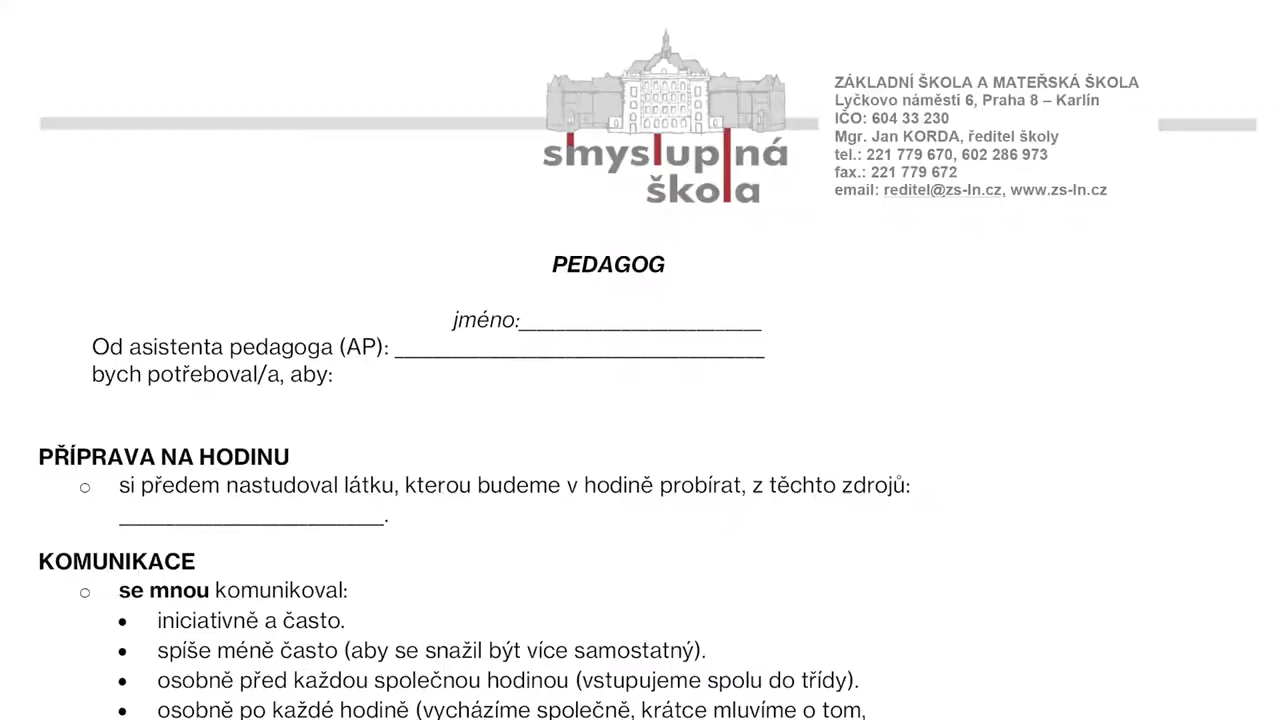 smysluplná
škola
ZÁKLADNÍ ŠKOLA A MATEŘSKÁ ŠKOLA
Lyčkovo náměstí 6, Praha 8 – Karlín
IČO: 604 33 230
Mgr. Jan KORDA, ředitel školy
tel.: 221 779 670, 602 286 973
fax.: 221 779 672
email: reditel@zs-ln.cz, www.zs-ln.cz
PEDAGOG
jméno:____________________
Od asistenta pedagoga (AP): ______________________________
bych potřeboval/a, aby:
PŘÍPRAVA NA HODINU
○ si předem nastudoval látku, kterou budeme v hodině probírat, z těchto zdrojů:
______________________.
KOMUNIKACE
○ se mnou komunikoval:
• iniciativně a často.
• spíše méně často (aby se snažil být více samostatný).
• osobně před každou společnou hodinou (vstupujeme spolu do třídy).
• osobně po každé hodině (vycházíme společně, krátce mluvíme o tom,